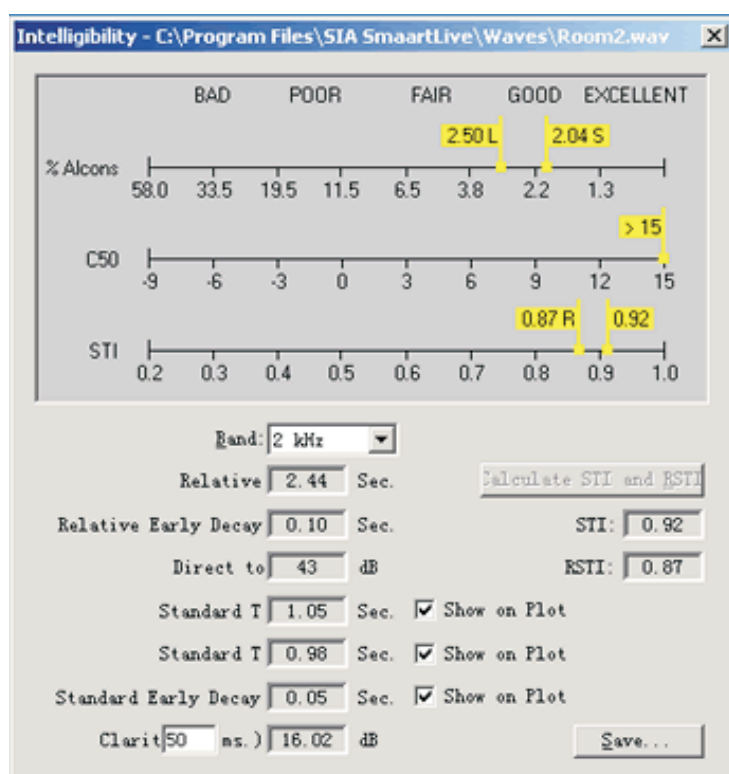 Intelligibility - C:\Program Files\SIA SmaartLive\Waves\Room2.wav
BAD POOR FAIR GOOD EXCELLENT
2.50 L 2.04 S
% Alcons
58.0 33.5 19.5 11.5 6.5 3.8 2.2 1.3
> 15
C50
-9 -6 -3 0 3 6 9 12 15
0.87 R 0.92
STI
0.2 0.3 0.4 0.5 0.6 0.7 0.8 0.9 1.0
Band: 2 kHz
Relative 2.44 Sec. Calculate STI and RSTI
Relative Early Decay 0.10 Sec. STI: 0.92
Direct to 43 dB RSTI: 0.87
Standard T 1.05 Sec. Show on Plot
Standard T 0.98 Sec. Show on Plot
Standard Early Decay 0.05 Sec. Show on Plot
Clarit 50 ms.) 16.02 dB Save...